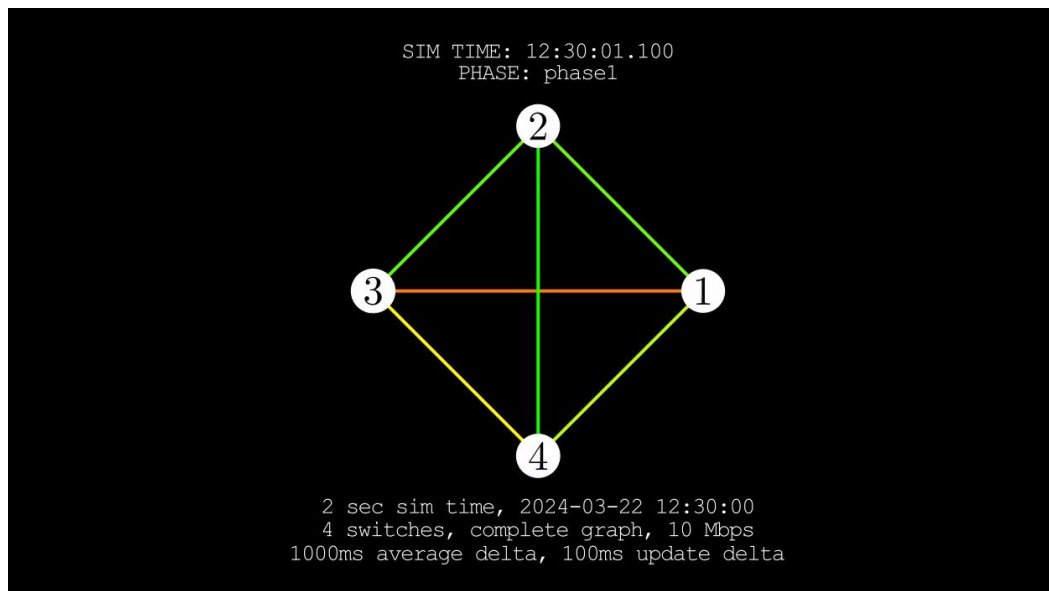 SIM TIME: 12:30:01.100
PHASE: phase1
2
3
1
4
2 sec sim time, 2024-03-22 12:30:00
4 switches, complete graph, 10 Mbps
1000ms average delta, 100ms update delta